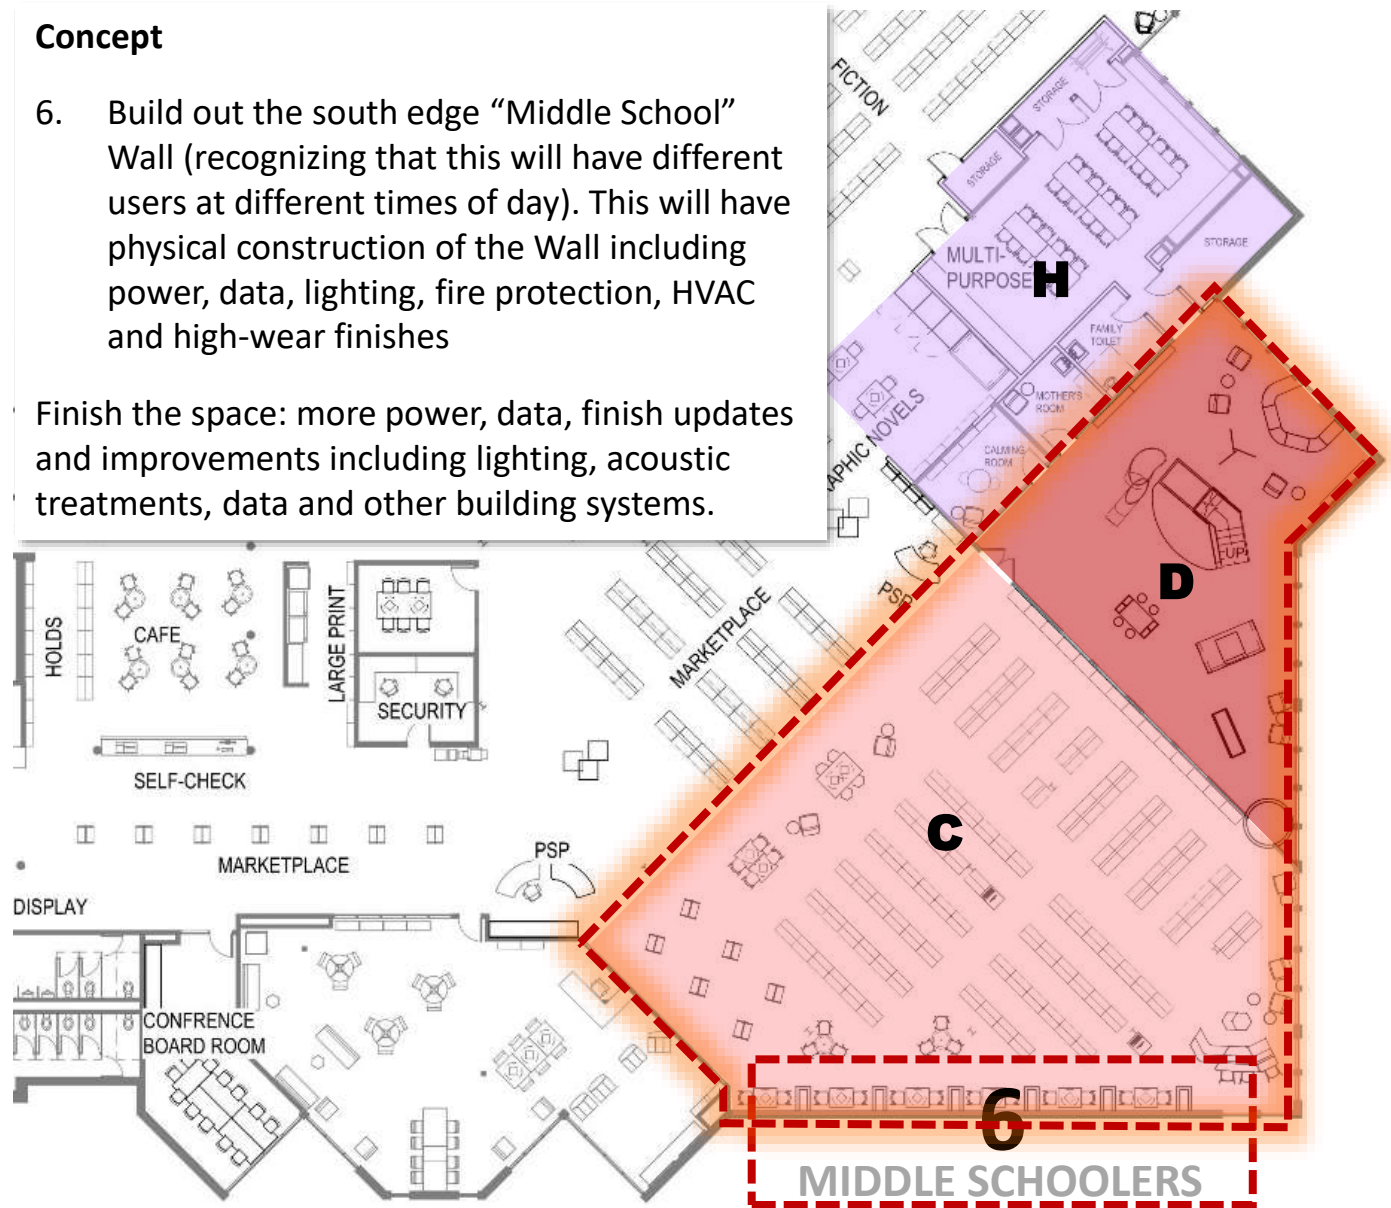 Concept
6. Build out the south edge “Middle School”
Wall (recognizing that this will have different
users at different times of day). This will have
physical construction of the Wall including
power, data, lighting, fire protection, HVAC
and high-wear finishes
Finish the space: more power, data, finish updates
and improvements including lighting, acoustic
treatments, data and other building systems.
FICTION
STORAGE
STORAGE
STORAGE
MULTI-
PURPOSE
H
FAMILY
TOILET
MOTHER'S
ROOM
CALMING
ROOM
APHIC NOVELS
UP
D
PSP
MARKETPLACE
HOLDS
CAFE
LARGE PRINT
SECURITY
SELF-CHECK
MARKETPLACE
PSP
C
DISPLAY
CONFRENCE
BOARD ROOM
6
MIDDLE SCHOOLERS